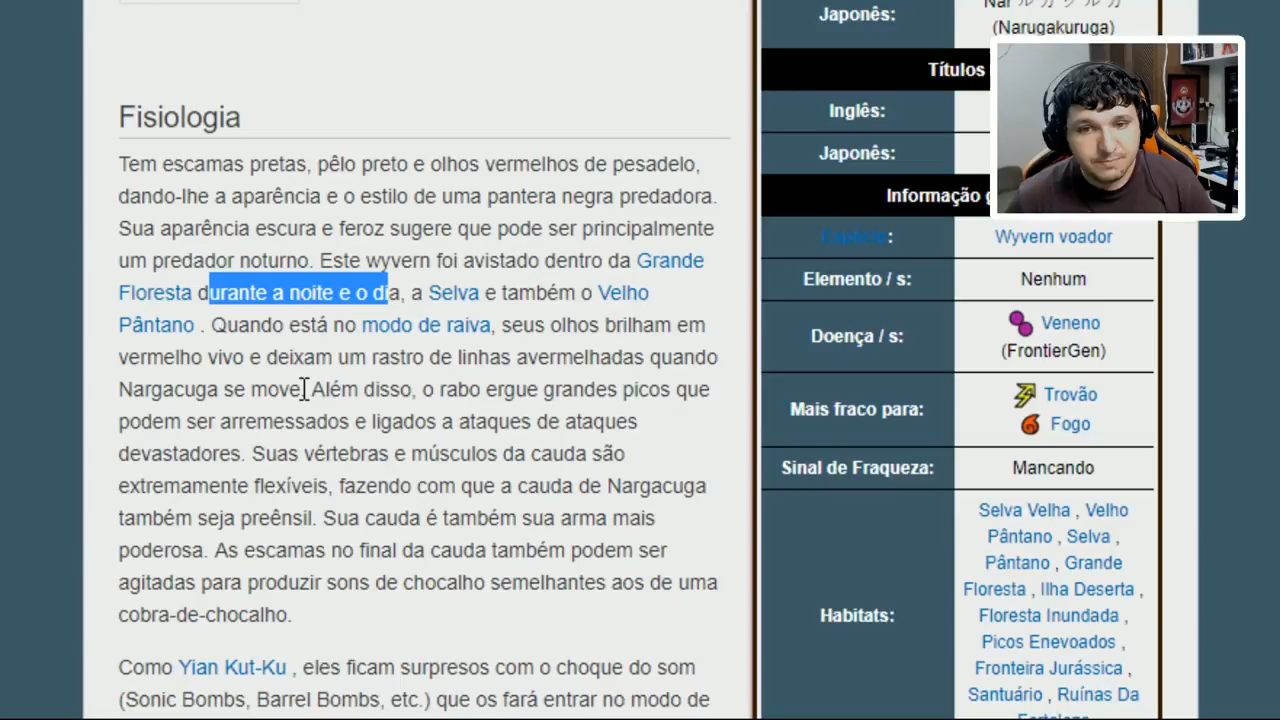 Fisiologia
Tem escamas pretas, pêlo preto e olhos vermelhos de pesadelo,
dando-lhe a aparência e o estilo de uma pantera negra predadora.
Sua aparência escura e feroz sugere que pode ser principalmente
um predador noturno. Este wyvern foi avistado dentro da Grande
Floresta durante a noite e o dia, a Selva e também o Velho
Pântano . Quando está no modo de raiva, seus olhos brilham em
vermelho vivo e deixam um rastro de linhas avermelhadas quando
Nargacuga se move. Além disso, o rabo ergue grandes picos que
podem ser arremessados e ligados a ataques de ataques
devastadores. Suas vértebras e músculos da cauda são
extremamente flexíveis, fazendo com que a cauda de Nargacuga
também seja preênsil. Sua cauda é também sua arma mais
poderosa. As escamas no final da cauda também podem ser
agitadas para produzir sons de chocalho semelhantes aos de uma
cobra-de-chocalho.
Como Yian Kut-Ku , eles ficam surpresos com o choque do som
(Sonic Bombs, Barrel Bombs, etc.) que os fará entrar no modo de
Japonês:
(Narugakuruga)
Títulos
Inglês:
Japonês:
Informação g
Espécie: Wyvern voador
Elemento / s: Nenhum
Doença / s: Veneno
(FrontierGen)
Mais fraco para: Trovão
Fogo
Sinal de Fraqueza: Mancando
Habitats: Selva Velha , Velho
Pântano , Selva ,
Pântano , Grande
Floresta , Ilha Deserta ,
Floresta Inundada ,
Picos Enevoados ,
Fronteira Jurássica ,
Santuário , Ruínas Da